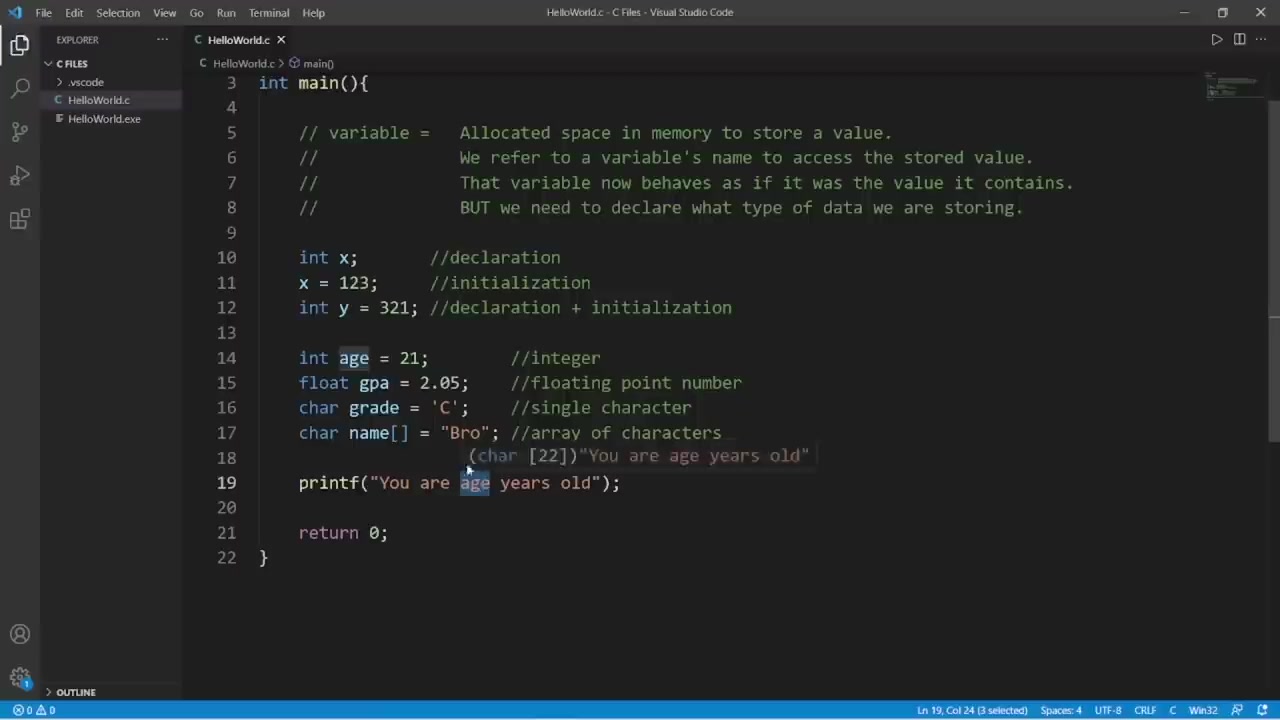 File Edit Selection View Go Run Terminal Help HelloWorld.c - C Files - Visual Studio Code
EXPLORER ··· C HelloWorld.c
C FILES
C HelloWorld.c > main()
.vscode
C HelloWorld.c
HelloWorld.exe
3 int main(){
4
5 // variable = Allocated space in memory to store a value.
6 // We refer to a variable's name to access the stored value.
7 // That variable now behaves as if it was the value it contains.
8 // BUT we need to declare what type of data we are storing.
9
10 int x; //declaration
11 x = 123; //initialization
12 int y = 321; //declaration + initialization
13
14 int age = 21; //integer
15 float gpa = 2.05; //floating point number
16 char grade = 'C'; //single character
17 char name[] = "Bro"; //array of characters
18 (char [22])"You are age years old"
19 printf("You are age years old");
20
21 return 0;
22 }
1
OUTLINE
0 0 Ln 19, Col 24 (3 selected) Spaces: 4 UTF-8 CRLF C Win32